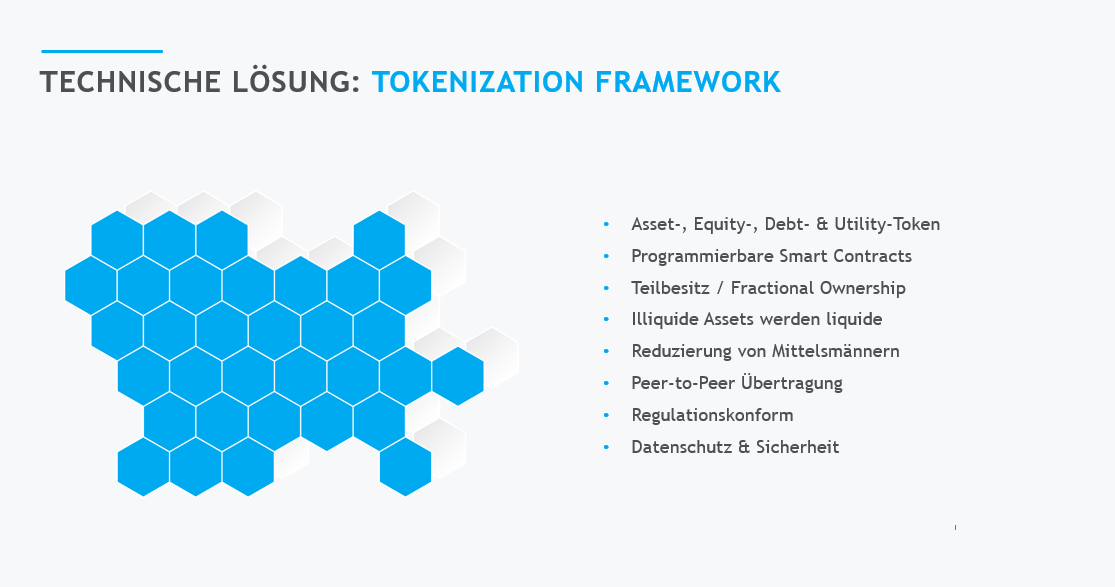 TECHNISCHE LÖSUNG: TOKENIZATION FRAMEWORK
• Asset-, Equity-, Debt- & Utility-Token
• Programmierbare Smart Contracts
• Teilbesitz / Fractional Ownership
• Illiquide Assets werden liquide
• Reduzierung von Mittelsmännern
• Peer-to-Peer Übertragung
• Regulationskonform
• Datenschutz & Sicherheit